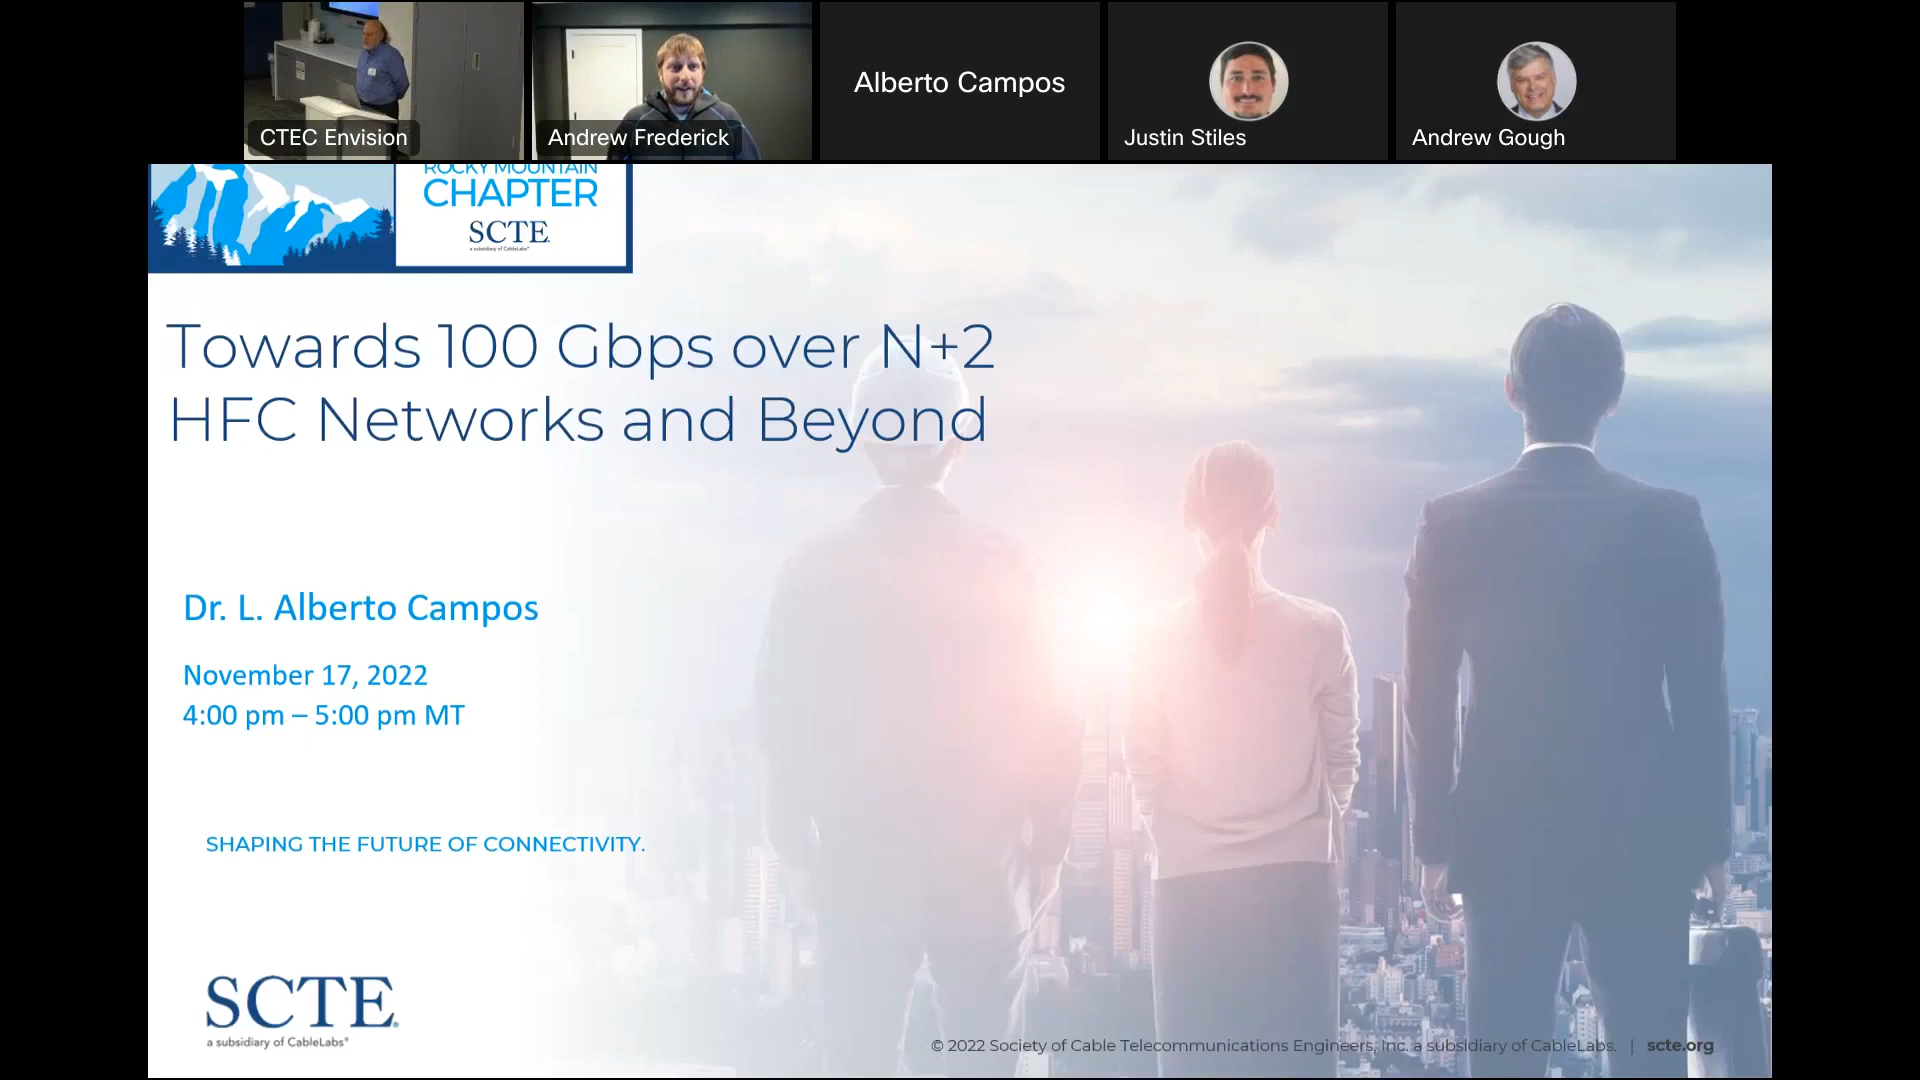 CTEC Envision
Andrew Frederick
Alberto Campos
Justin Stiles
Andrew Gough
ROCKY MOUNTAIN
CHAPTER
SCTE
a subsidiary of CableLabs®
Towards 100 Gbps over N+2
HFC Networks and Beyond
Dr. L. Alberto Campos
November 17, 2022
4:00 pm – 5:00 pm MT
SHAPING THE FUTURE OF CONNECTIVITY.
SCTE®
a subsidiary of CableLabs®
© 2022 Society of Cable Telecommunications Engineers, Inc. a subsidiary of CableLabs. | scte.org